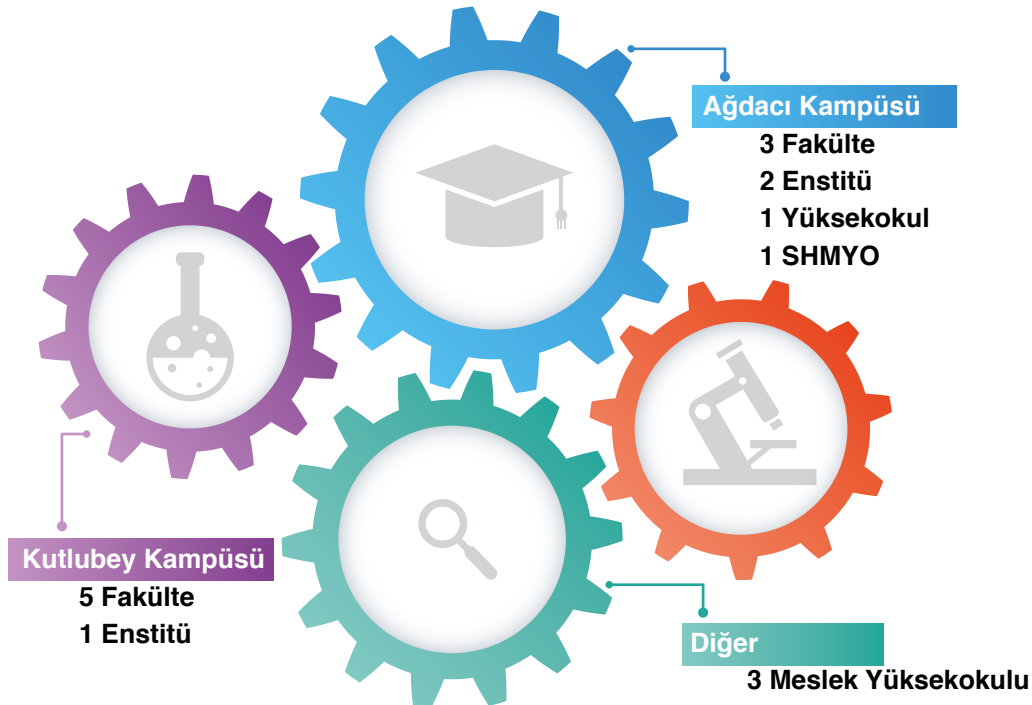 Ağdacı Kampüsü
3 Fakülte
2 Enstitü
1 Yüksekokul
1 SHMYO
Kutlubey Kampüsü
5 Fakülte
1 Enstitü
Diğer
3 Meslek Yüksekokulu